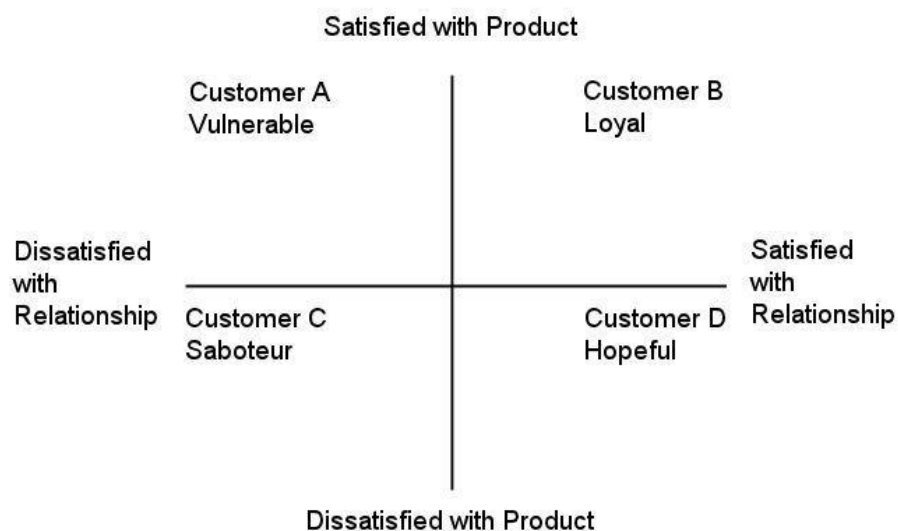 Satisfied with Product
Customer A
Vulnerable
Customer B
Loyal
Dissatisfied
with
Relationship
Satisfied
with
Relationship
Customer C
Saboteur
Customer D
Hopeful
Dissatisfied with Product